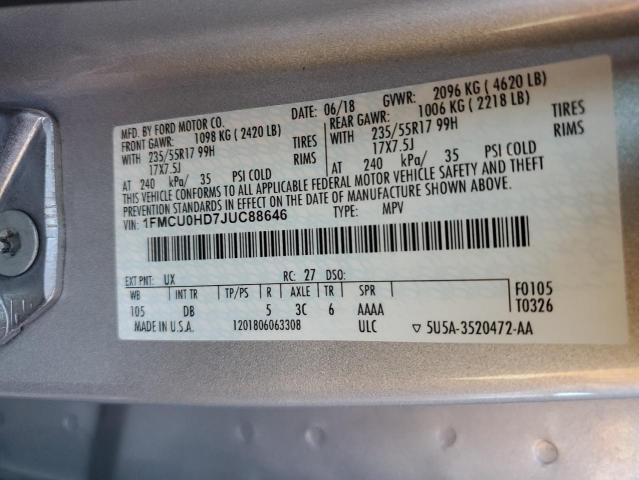 MFD. BY FORD MOTOR CO. DATE: 06/18 GVWR: 2096 KG ( 4620 LB)
FRONT GAWR: 1098 KG ( 2420 LB) REAR GAWR: 1006 KG ( 2218 LB)
WITH 235/55R17 99H TIRES WITH 235/55R17 99H TIRES
17X7.5J RIMS 17X7.5J RIMS
AT 240 kPa/ 35 PSI COLD AT 240 kPa/ 35 PSI COLD
THIS VEHICLE CONFORMS TO ALL APPLICABLE FEDERAL MOTOR VEHICLE SAFETY AND THEFT
PREVENTION STANDARDS IN EFFECT ON THE DATE OF MANUFACTURE SHOWN ABOVE.
VIN: 1FMCU0HD7JUC88646 TYPE: MPV
EXT PNT: UX RC: 27 DSO: F0105
WB INT TR TP/PS R AXLE TR SPR T0326
105 DB 5 3C 6 AAAA
MADE IN U.S.A. 1201806063308 ULC ▽ 5U5A-3520472-AA